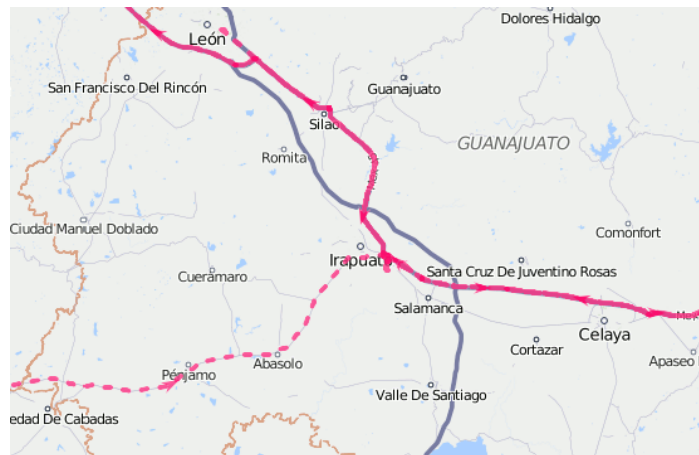 Dolores Hidalgo
León
San Francisco Del Rincón
Guanajuato
Silao
GUANAJUATO
Romita
Ciudad Manuel Doblado
Comonfort
Irapuato
Cuerámaro
Santa Cruz De Juventino Rosas
Salamanca
Celaya
Cortazar
Apaseo
Abasolo
Pénjamo
Valle De Santiago
edad De Cabadas